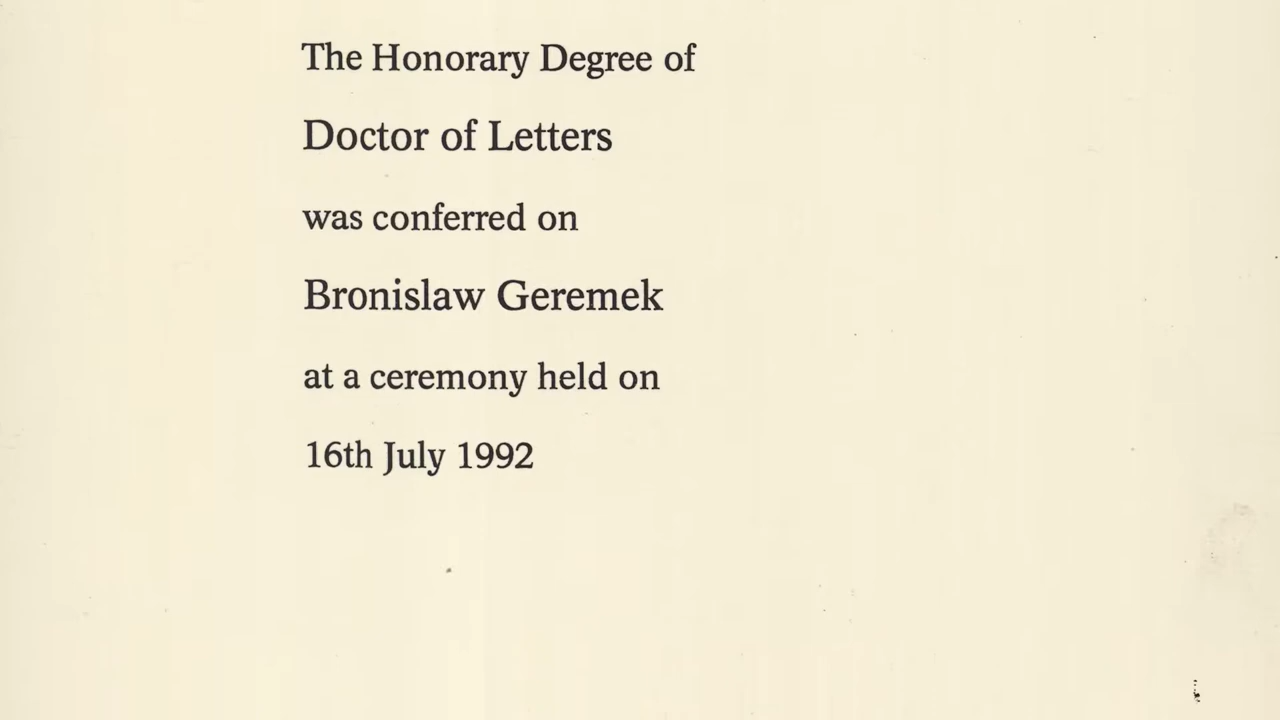 The Honorary Degree of
Doctor of Letters
was conferred on
Bronislaw Geremek
at a ceremony held on
16th July 1992